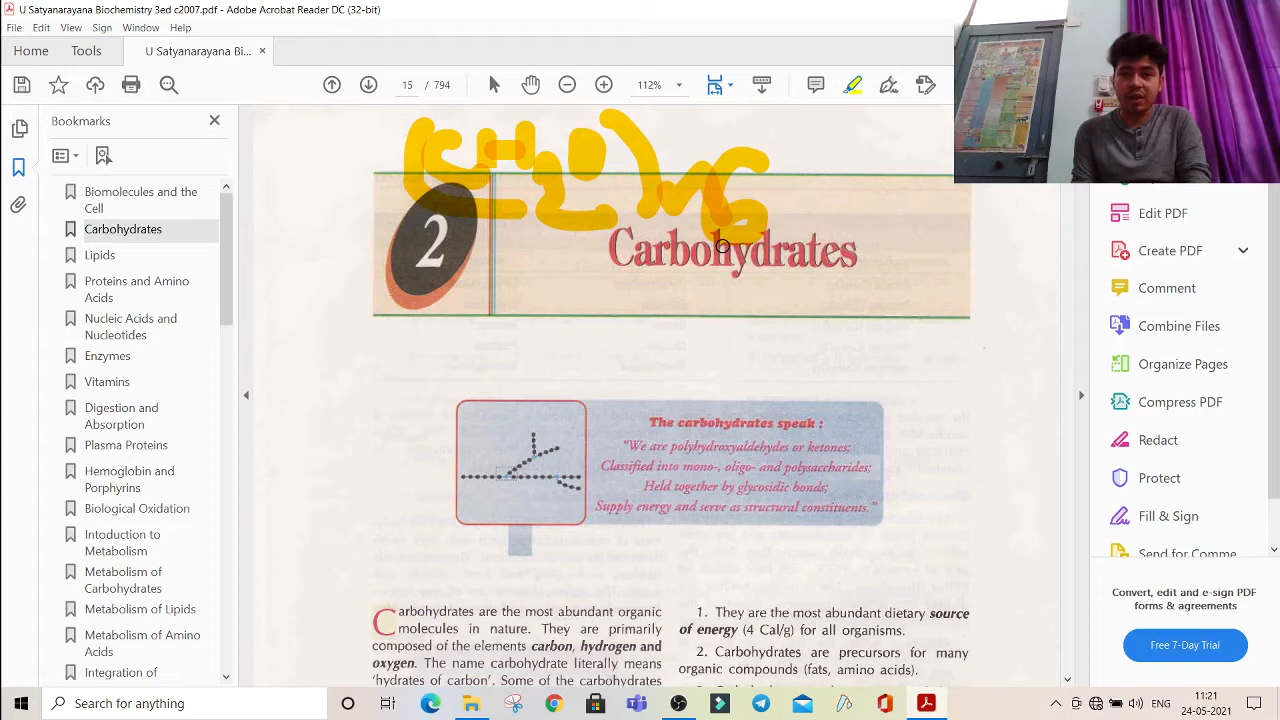 U Satyanarayana Biochemistry 3rd c2007.pdf - Adobe Acrobat Reader DC (32-bit)
File Edit View Sign Window Help
Home Tools U Satyanarayana Bi... ×
15 / 794 112%
Bookmarks
Biomolecules and the
Cell
Carbohydrates
Lipids
Proteins and Amino
Acids
Nucleic Acids and
Nucleotides
Enzymes
Vitamins
Digestion and
Absorption
Plasma Proteins
Hemoglobin and
Porphyrins
Biological Oxidation
Intoduction to
Metabolism
Metabolism of
Carbohydrates
Metabolism of Lipids
Metabolism of Amino
Acids
Integration of
2
Carbohydrates
The carbohydrates speak :
"We are polyhydroxyaldehydes or ketones;
Classified into mono-, oligo- and polysaccharides;
Held together by glycosidic bonds;
Supply energy and serve as structural constituents."
Carbohydrates are the most abundant organic
molecules in nature. They are primarily
composed of the elements carbon, hydrogen and
oxygen. The name carbohydrate literally means
'hydrates of carbon'. Some of the carbohydrates
1. They are the most abundant dietary source
of energy (4 Cal/g) for all organisms.
2. Carbohydrates are precursors for many
organic compounds (fats, amino acids).
Edit PDF
Create PDF
Comment
Combine Files
Organize Pages
Compress PDF
Redact
Protect
Fill & Sign
Send for Comme
Convert, edit and e-sign PDF
forms & agreements
Free 7-Day Trial
Search for anything
ENG
11:21
24-05-2021